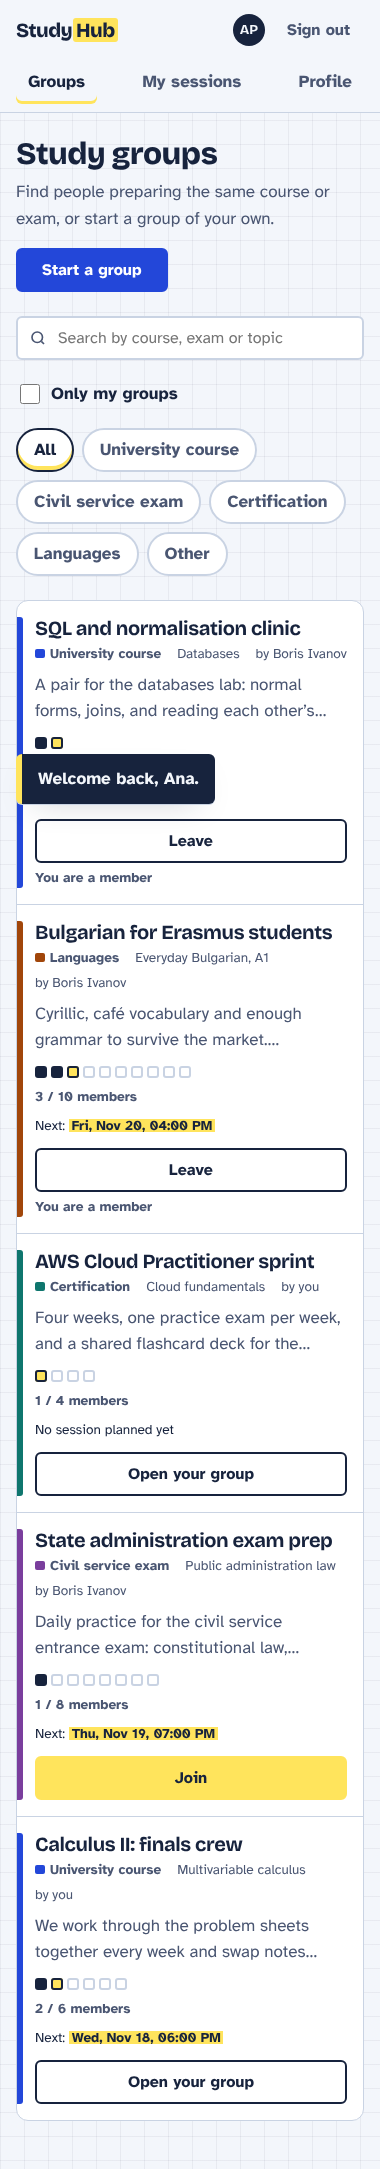 StudyHub
AP
Sign out
Groups
My sessions
Profile
Study groups
Find people preparing the same course or
exam, or start a group of your own.
Start a group
Search by course, exam or topic
Only my groups
All
University course
Civil service exam
Certification
Languages
Other
SQL and normalisation clinic
University course Databases by Boris Ivanov
A pair for the databases lab: normal
forms, joins, and reading each other's...
Welcome back, Ana.
Leave
You are a member
Bulgarian for Erasmus students
Languages Everyday Bulgarian, A1
by Boris Ivanov
Cyrillic, café vocabulary and enough
grammar to survive the market....
3 / 10 members
Next: Fri, Nov 20, 04:00 PM
Leave
You are a member
AWS Cloud Practitioner sprint
Certification Cloud fundamentals by you
Four weeks, one practice exam per week,
and a shared flashcard deck for the...
1 / 4 members
No session planned yet
Open your group
State administration exam prep
Civil service exam Public administration law
by Boris Ivanov
Daily practice for the civil service
entrance exam: constitutional law,...
1 / 8 members
Next: Thu, Nov 19, 07:00 PM
Join
Calculus II: finals crew
University course Multivariable calculus
by you
We work through the problem sheets
together every week and swap notes...
2 / 6 members
Next: Wed, Nov 18, 06:00 PM
Open your group